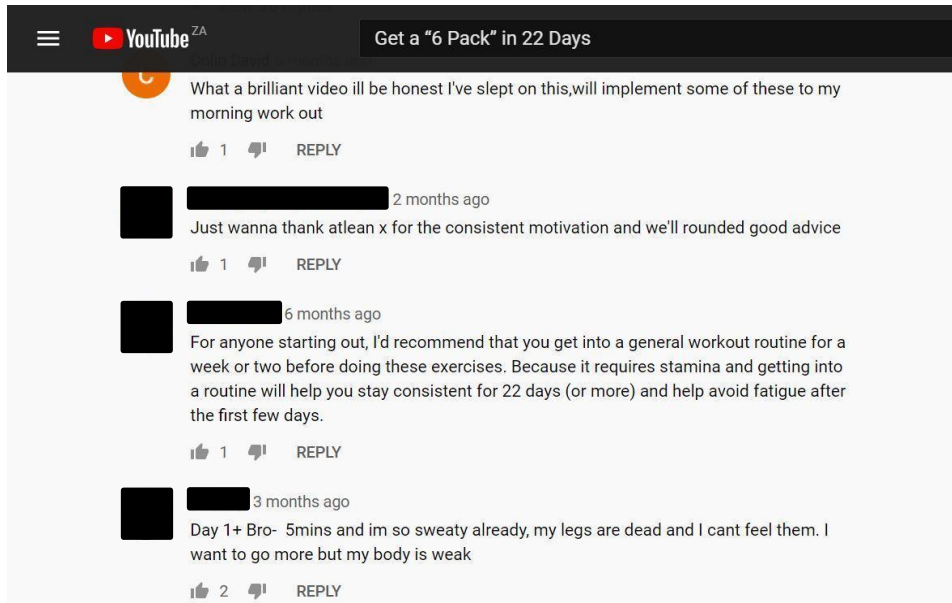 YouTube ZA
Get a “6 Pack” in 22 Days
C
What a brilliant video ill be honest I've slept on this,will implement some of these to my
morning work out
1 REPLY
2 months ago
Just wanna thank atlean x for the consistent motivation and we'll rounded good advice
1 REPLY
6 months ago
For anyone starting out, I'd recommend that you get into a general workout routine for a
week or two before doing these exercises. Because it requires stamina and getting into
a routine will help you stay consistent for 22 days (or more) and help avoid fatigue after
the first few days.
1 REPLY
3 months ago
Day 1+ Bro- 5mins and im so sweaty already, my legs are dead and I cant feel them. I
want to go more but my body is weak
2 REPLY